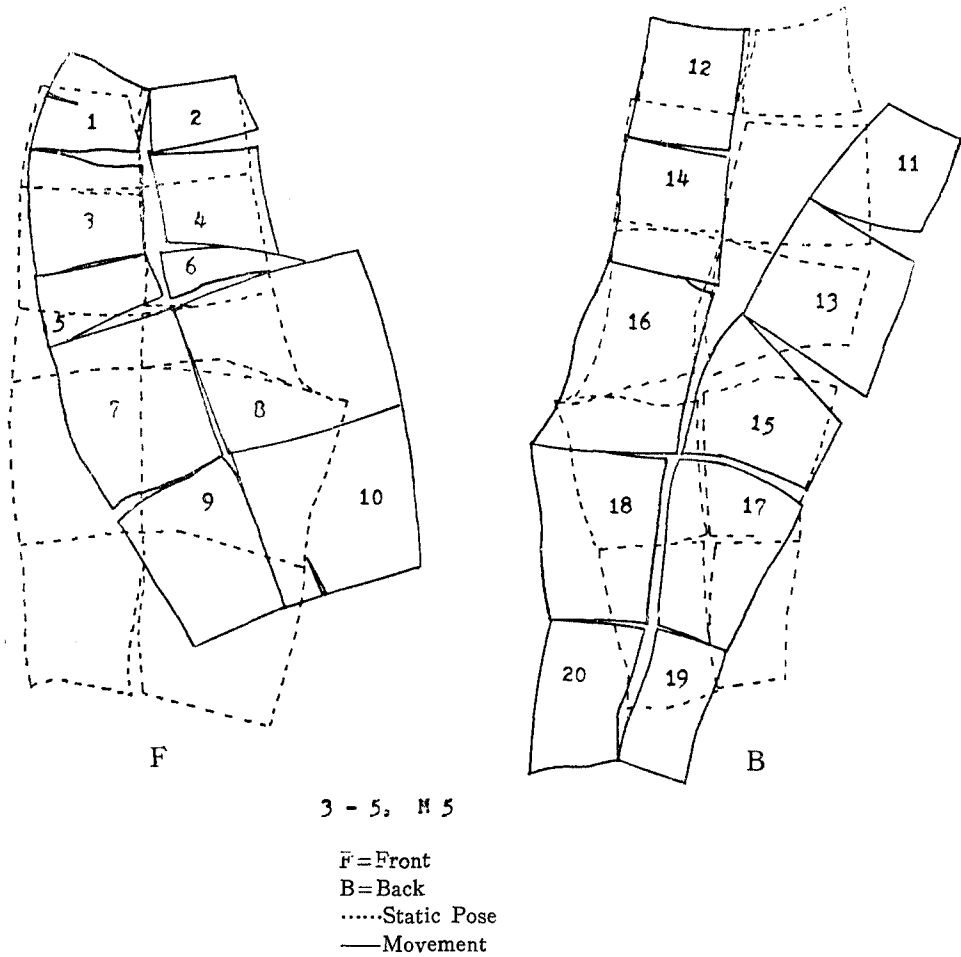 12
1
2
11
14
3
4
6
13
5
16
7
8
15
9
10
18
17
20
19
F
B
3 - 5. M 5
F=Front
B=Back
......Static Pose
——Movement